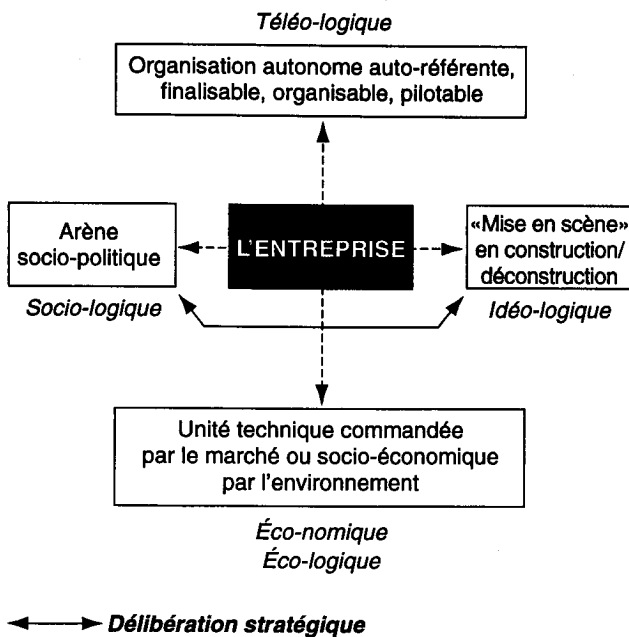 Téléo-logique
Organisation autonome auto-référente,
finalisable, organisable, pilotable
Arène
socio-politique
Socio-logique
L'ENTREPRISE
«Mise en scène»
en construction/
déconstruction
Idéo-logique
Unité technique commandée
par le marché ou socio-économique
par l'environnement
Éco-nomique
Éco-logique
Délibération stratégique